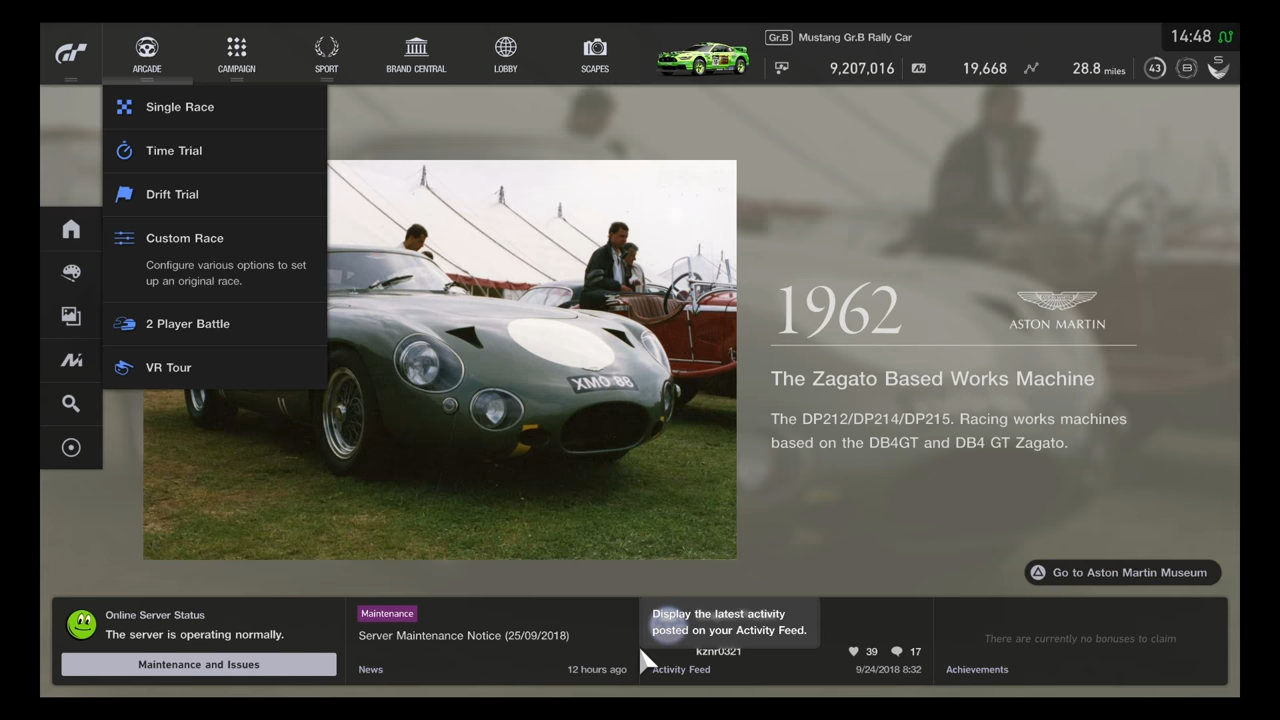 GT
ARCADE
CAMPAIGN
SPORT
BRAND CENTRAL
LOBBY
SCAPES
Gr.B Mustang Gr.B Rally Car
14:48
9,207,016
19,668
28.8 miles
43
B
S
Single Race
Time Trial
Drift Trial
Custom Race
Configure various options to set
up an original race.
2 Player Battle
VR Tour
XMO 88
1962
ASTON MARTIN
The Zagato Based Works Machine
The DP212/DP214/DP215. Racing works machines
based on the DB4GT and DB4 GT Zagato.
Go to Aston Martin Museum
Online Server Status
The server is operating normally.
Maintenance and Issues
Maintenance
Server Maintenance Notice (25/09/2018)
News
12 hours ago
Display the latest activity
posted on your Activity Feed.
kznr0321
39
17
Activity Feed
9/24/2018 8:32
There are currently no bonuses to claim
Achievements